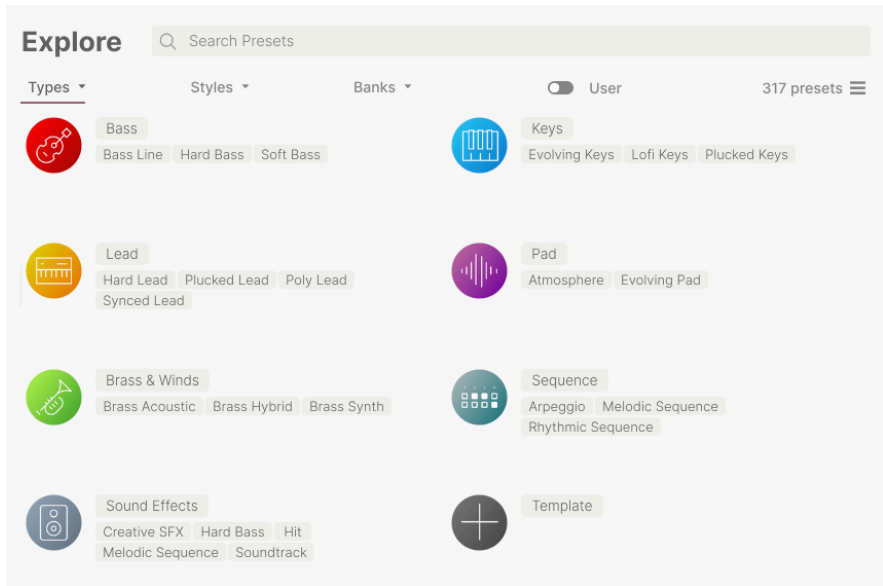 Explore
Search Presets
Types
Styles
Banks
User
317 presets
Bass
Bass Line Hard Bass Soft Bass
Keys
Evolving Keys Lofi Keys Plucked Keys
Lead
Hard Lead Plucked Lead Poly Lead
Synced Lead
Pad
Atmosphere Evolving Pad
Brass & Winds
Brass Acoustic Brass Hybrid Brass Synth
Sequence
Arpeggio Melodic Sequence
Rhythmic Sequence
Sound Effects
Creative SFX Hard Bass Hit
Melodic Sequence Soundtrack
Template